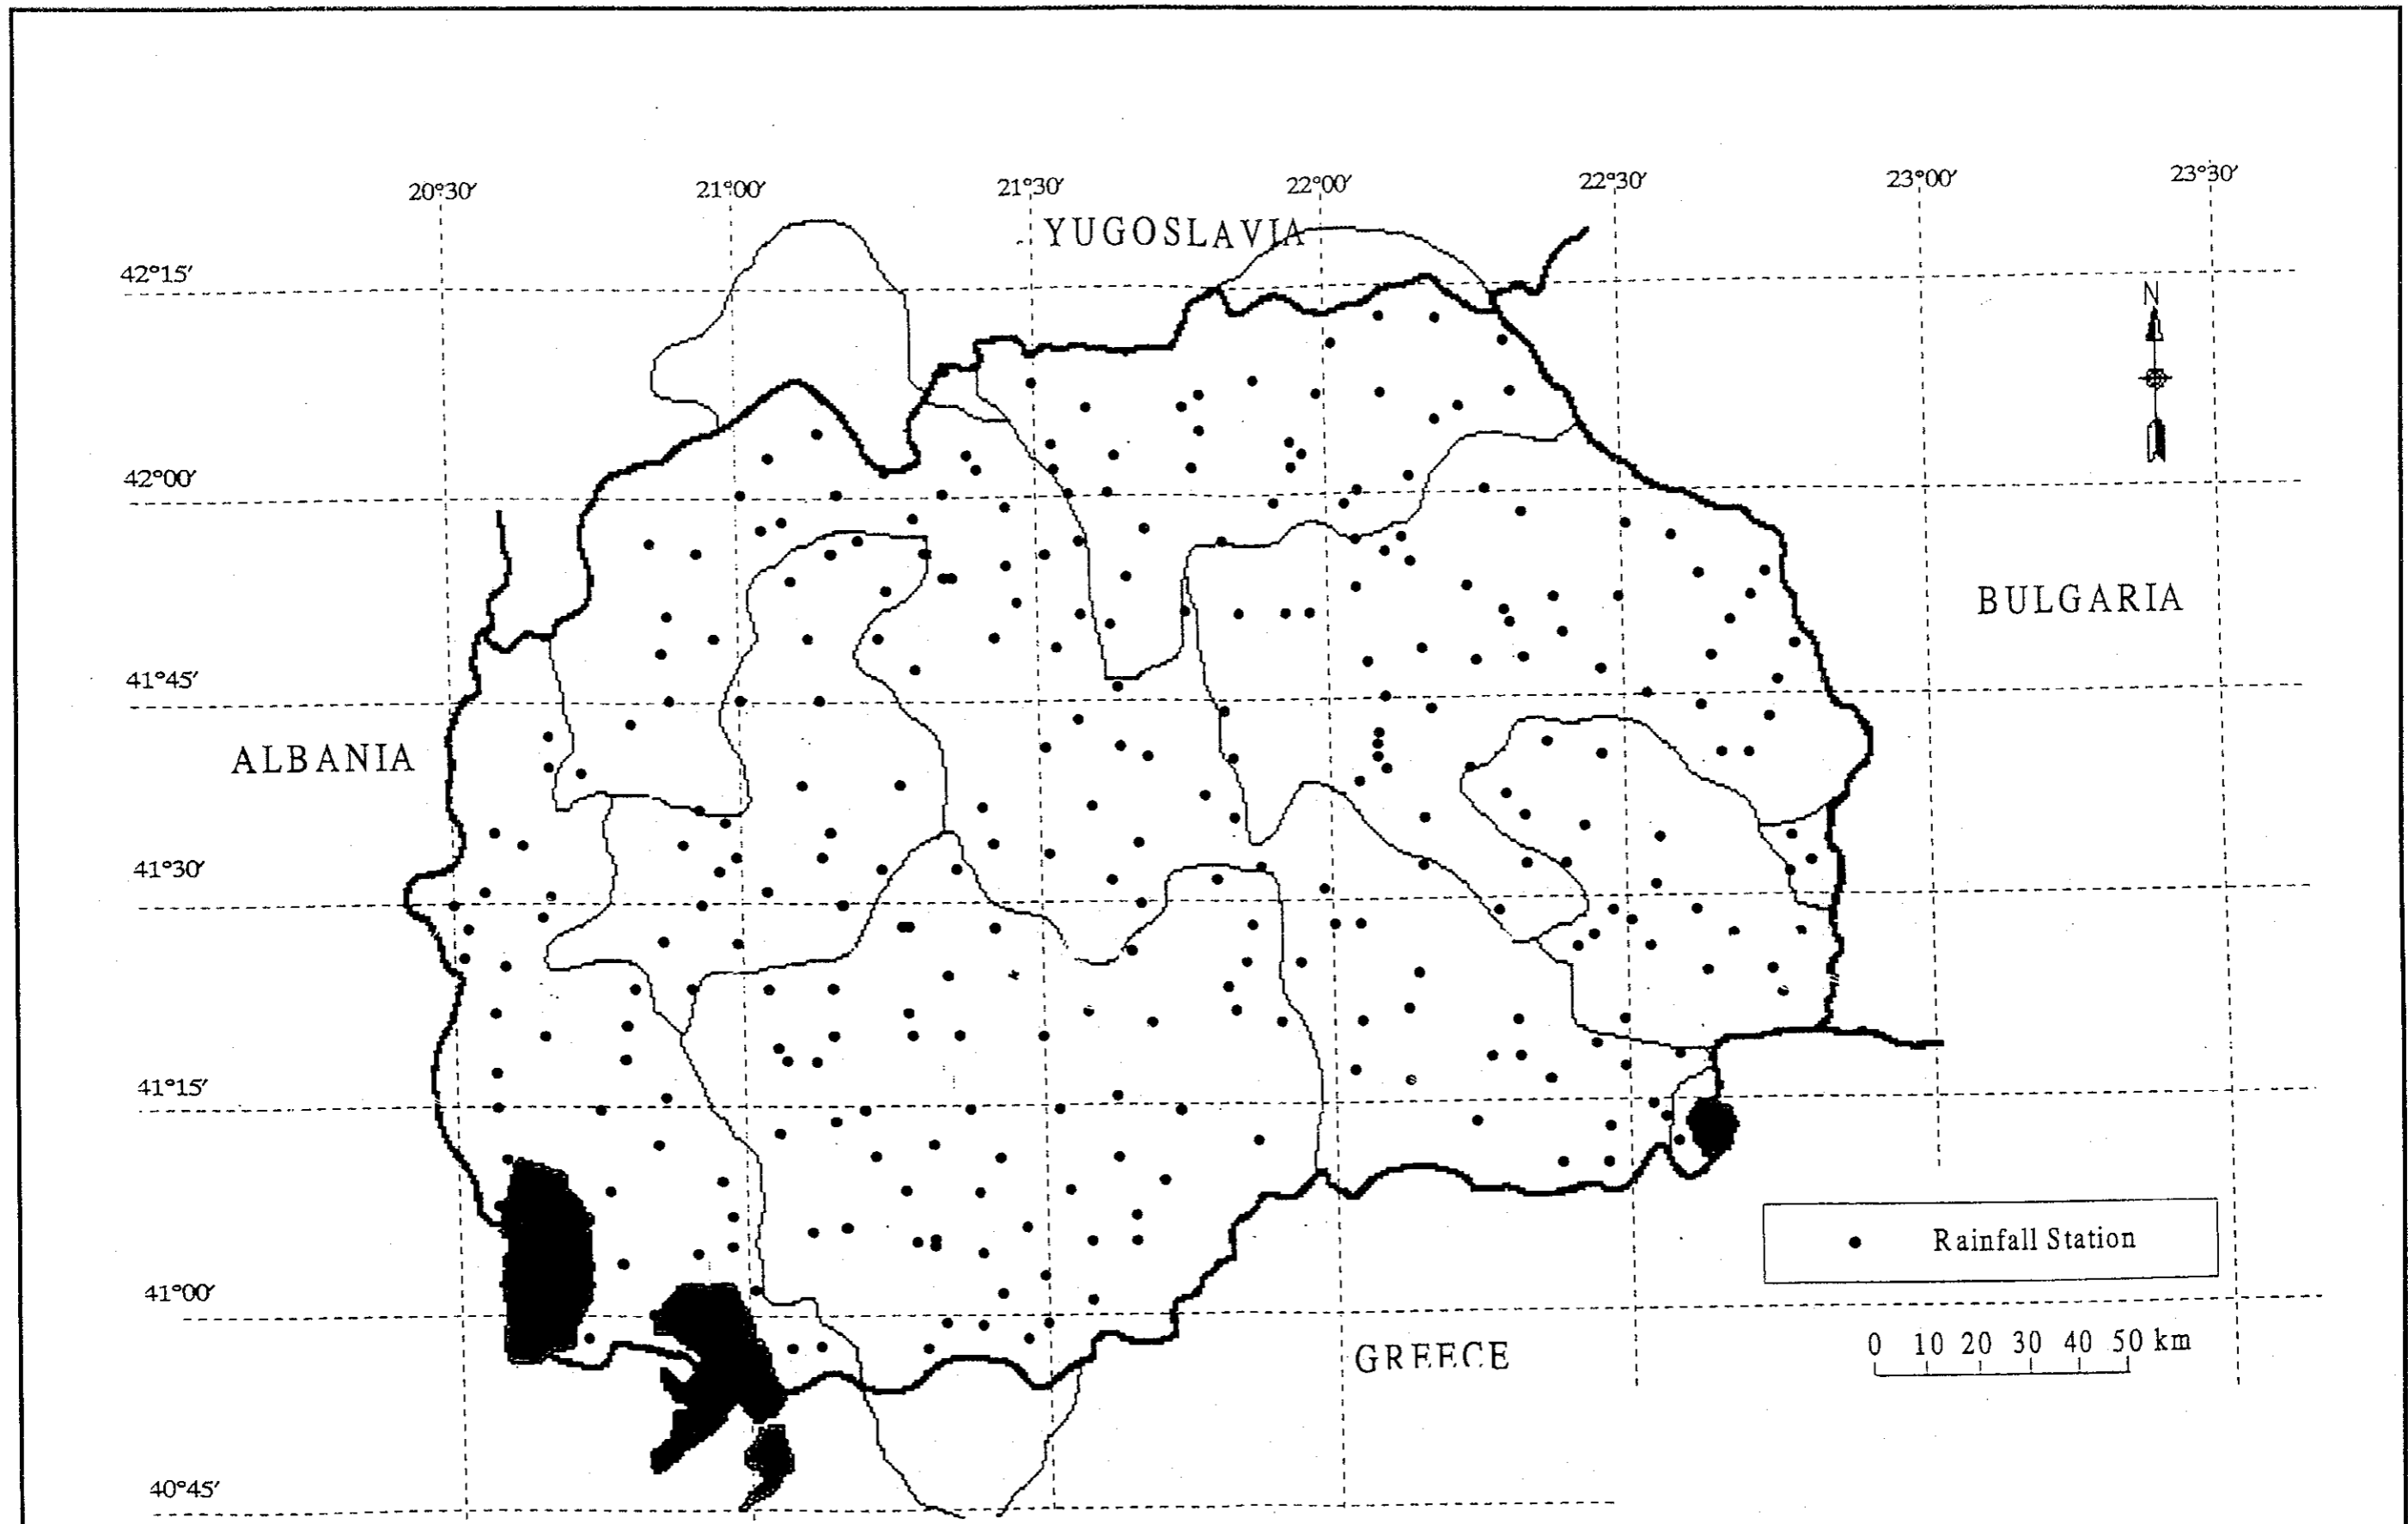 20°30′ 21°00′ 21°30′ 22°00′ 22°30′ 23°00′ 23°30′
YUGOSLAVIA
42°15′
N
42°00′
BULGARIA
41°45′
ALBANIA
41°30′
41°15′
Rainfall Station
41°00′
0 10 20 30 40 50 km
GREECE
40°45′